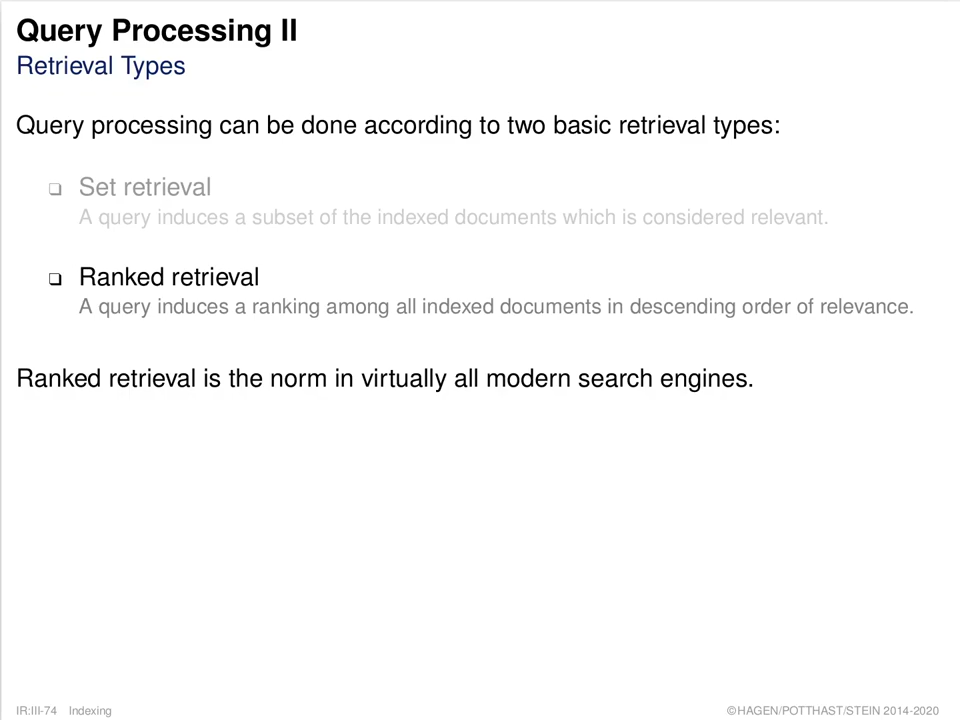 Query Processing II
Retrieval Types
Query processing can be done according to two basic retrieval types:
❏ Set retrieval
A query induces a subset of the indexed documents which is considered relevant.
❏ Ranked retrieval
A query induces a ranking among all indexed documents in descending order of relevance.
Ranked retrieval is the norm in virtually all modern search engines.
IR:III-74 Indexing ©HAGEN/POTTHAST/STEIN 2014-2020